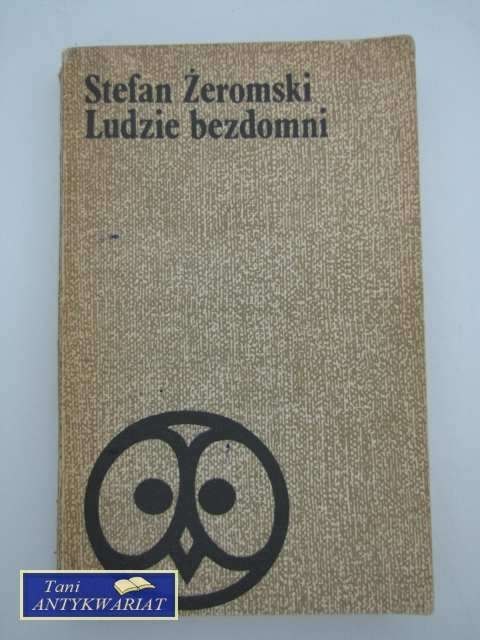 Stefan Żeromski
Ludzie bezdomni
Tani
ANTYKWARIAT